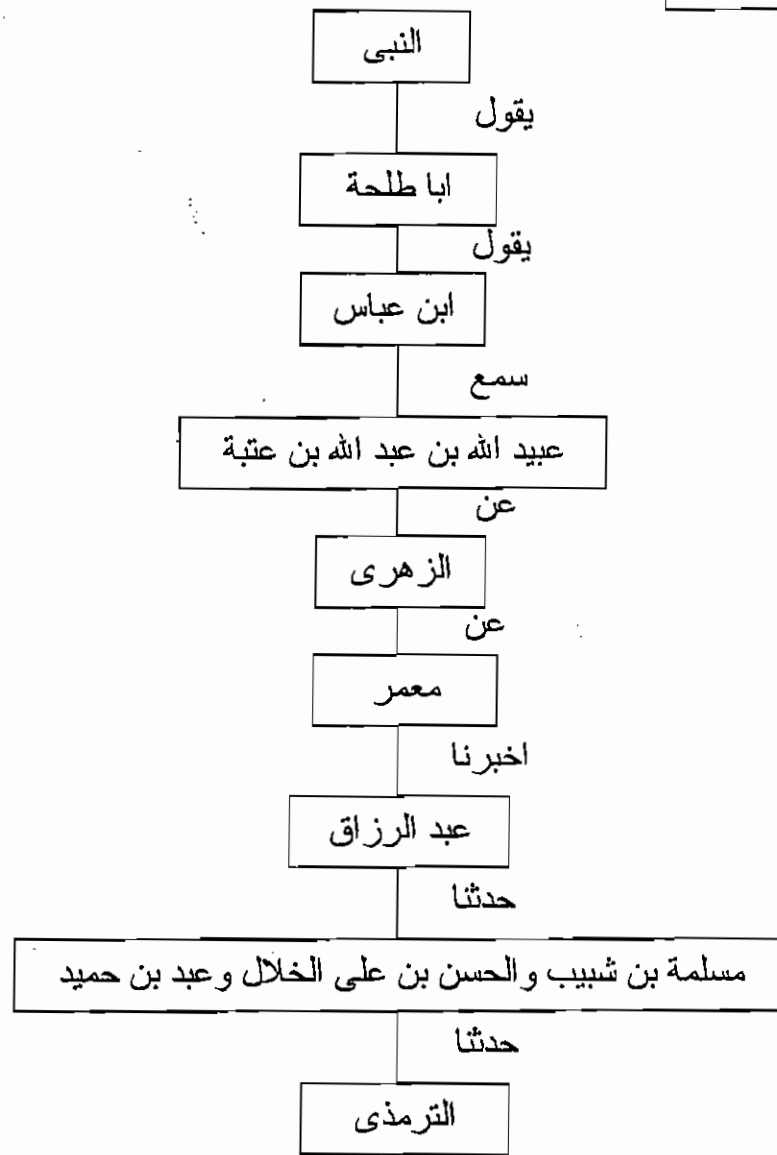 النبى
يقول
ابا طلحة
يقول
ابن عباس
سمع
عبيد الله بن عبد الله بن عتبة
عن
الزهرى
عن
معمر
اخبرنا
عبد الرزاق
حدثنا
مسلمة بن شبيب والحسن بن على الخلال وعبد بن حميد
حدثنا
الترمذى